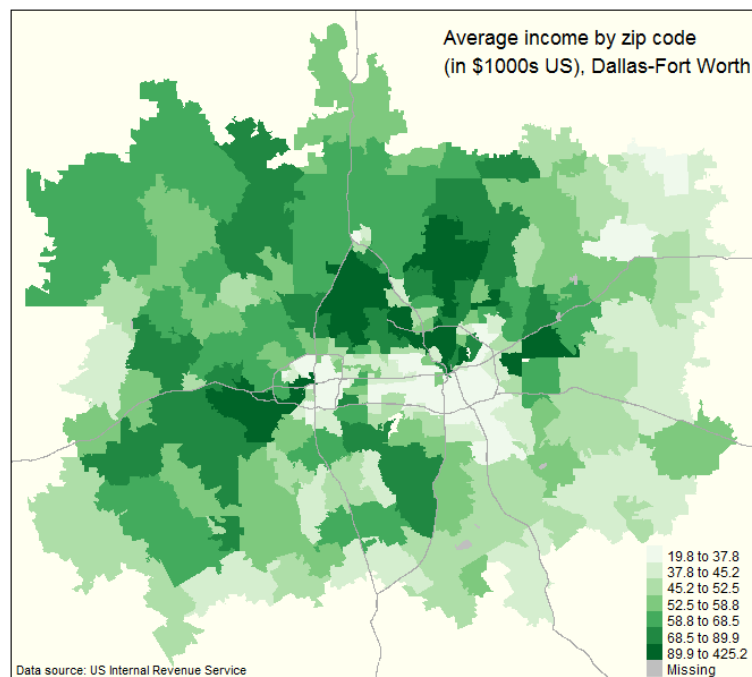 Average income by zip code
(in $1000s US), Dallas-Fort Worth
19.8 to 37.8
37.8 to 45.2
45.2 to 52.5
52.5 to 58.8
58.8 to 68.5
68.5 to 89.9
89.9 to 425.2
Missing
Data source: US Internal Revenue Service